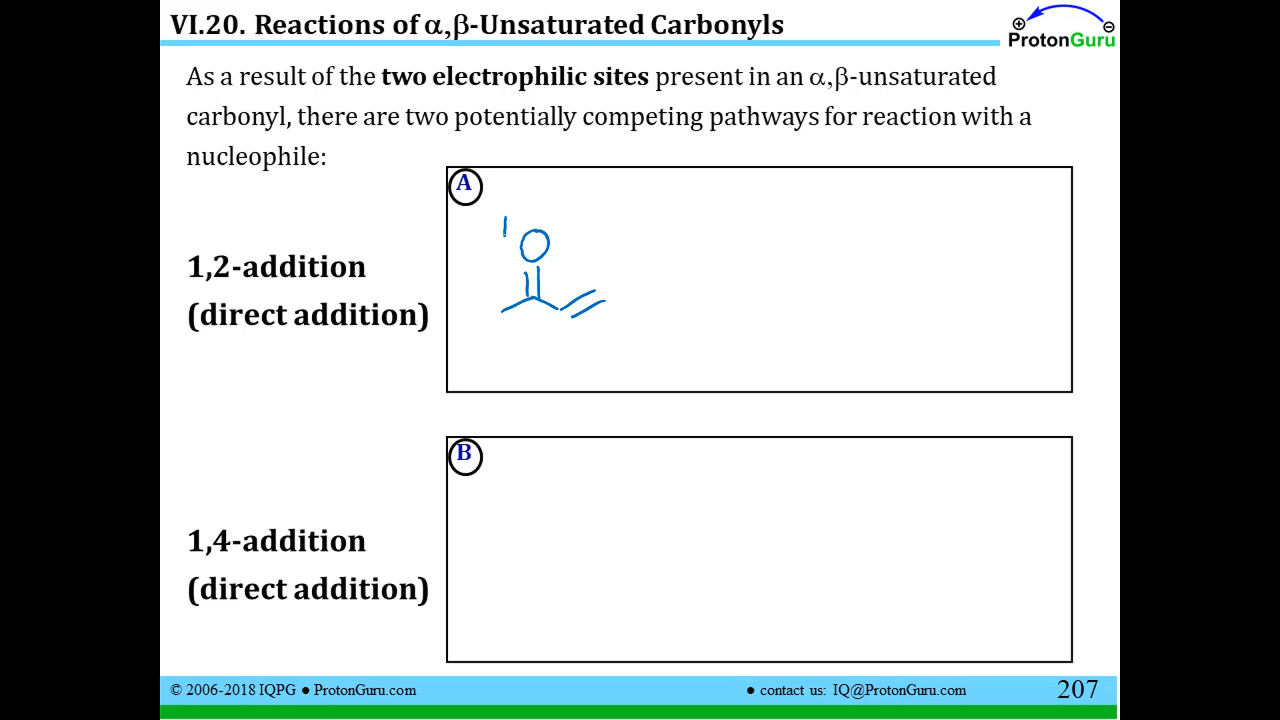 VI.20. Reactions of α,β-Unsaturated Carbonyls
⊕ ⊖
ProtonGuru
As a result of the two electrophilic sites present in an α,β-unsaturated
carbonyl, there are two potentially competing pathways for reaction with a
nucleophile:
A
1
O
1,2-addition
(direct addition)
B
1,4-addition
(direct addition)
© 2006-2018 IQPG ● ProtonGuru.com
● contact us: IQ@ProtonGuru.com
207